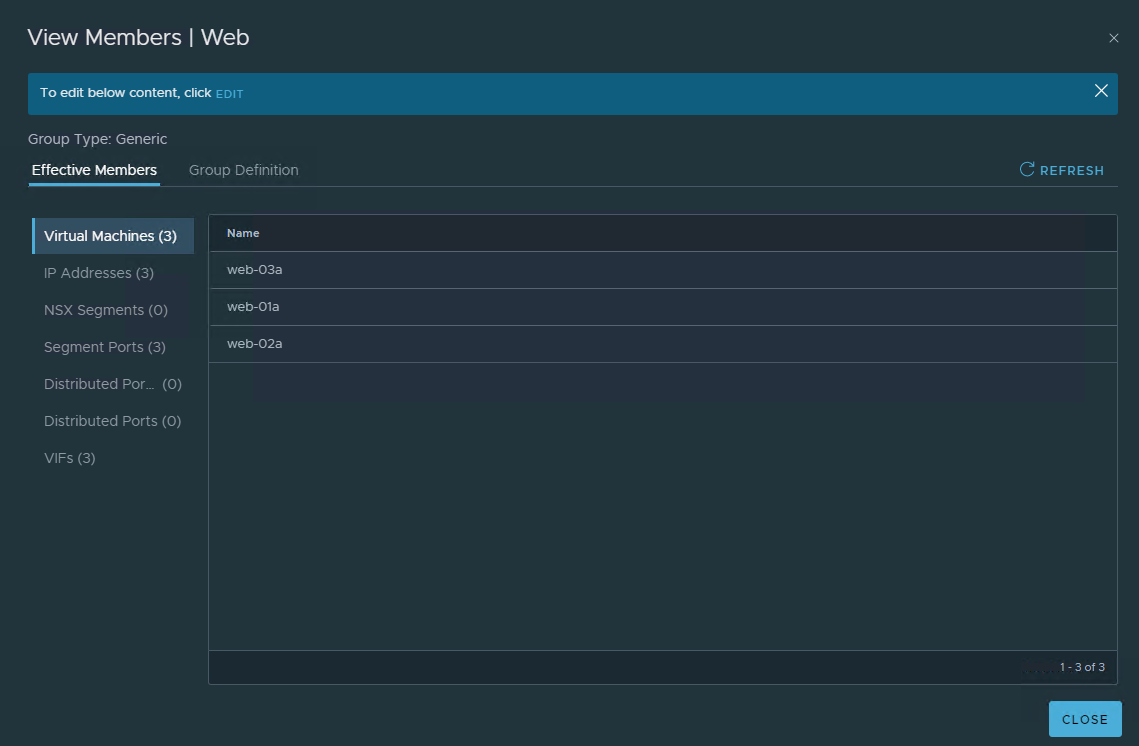 View Members | Web
To edit below content, click EDIT
Group Type: Generic
Effective Members
Group Definition
REFRESH
Virtual Machines (3)
IP Addresses (3)
NSX Segments (0)
Segment Ports (3)
Distributed Por... (0)
Distributed Ports (0)
VIFs (3)
Name
web-03a
web-01a
web-02a
1 - 3 of 3
CLOSE